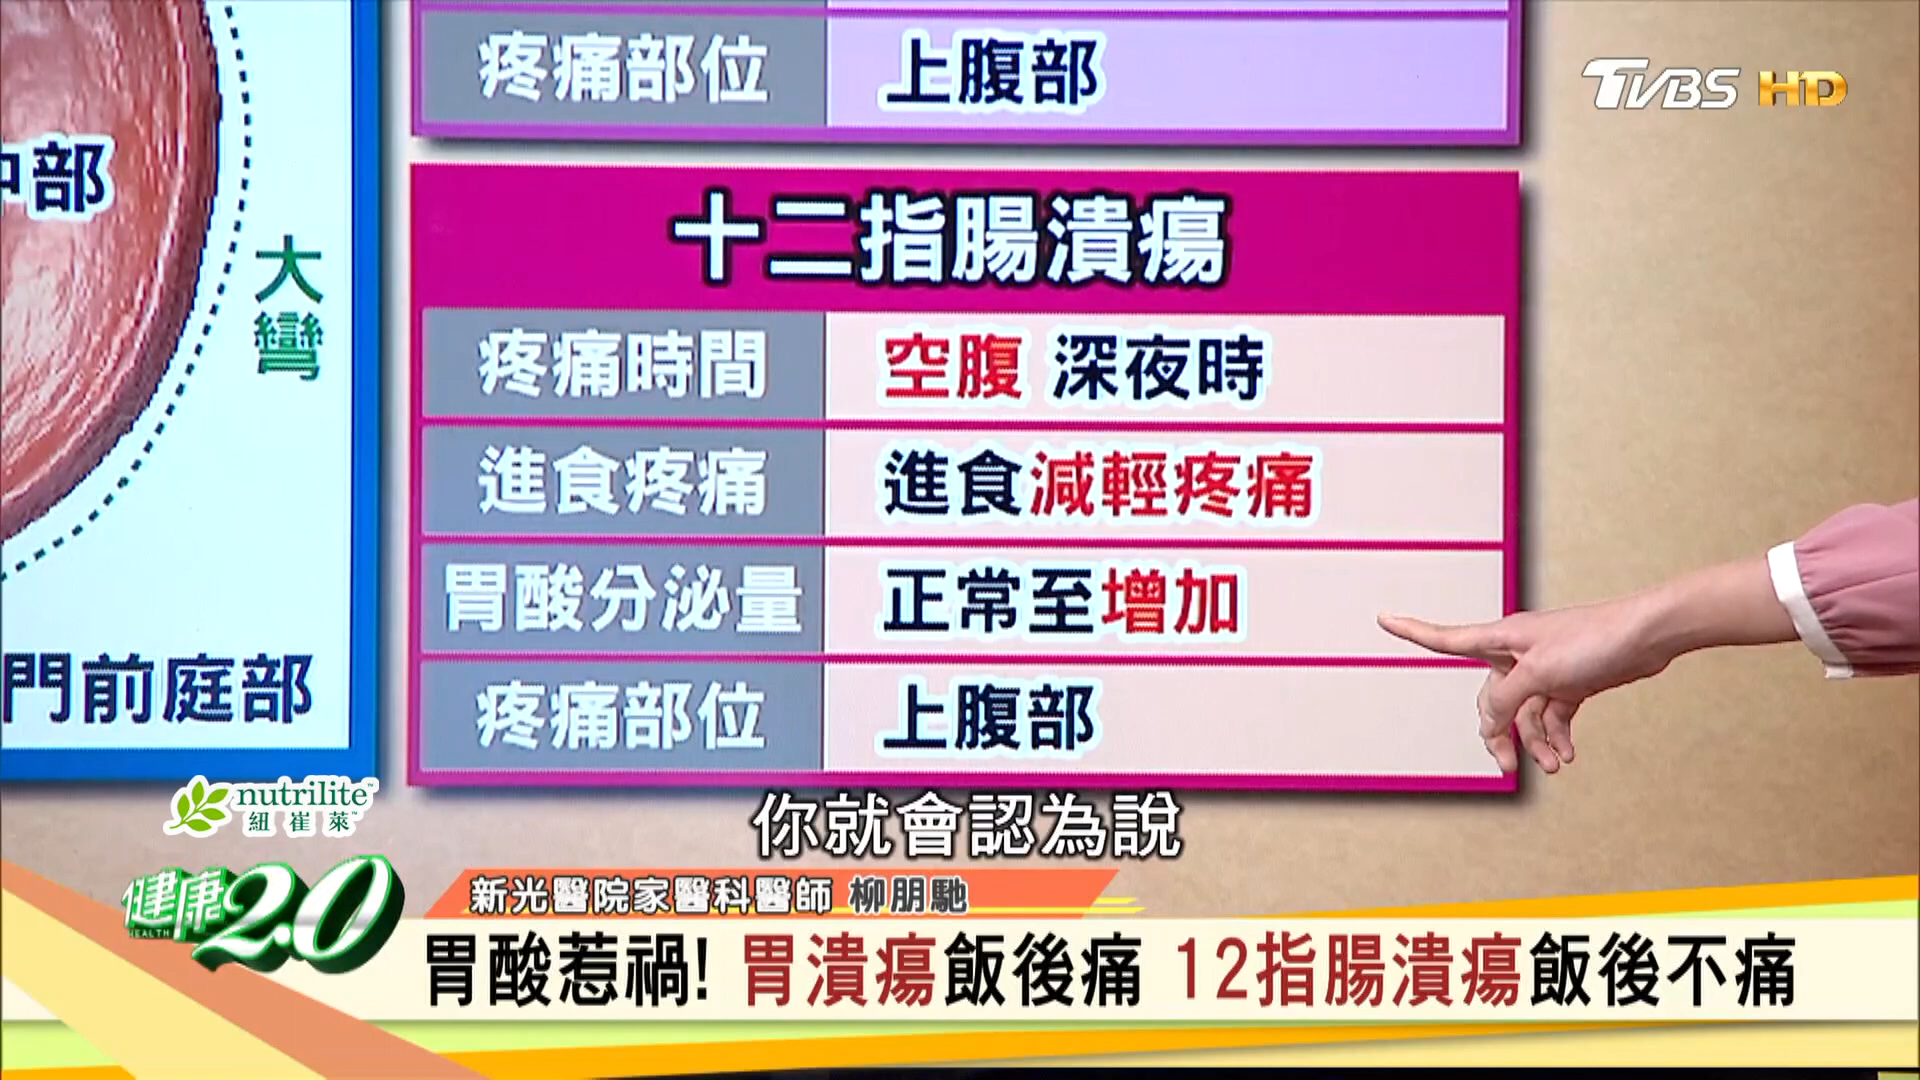 疼痛部位 上腹部
TVBS HD
中部
十二指腸潰瘍
大彎
疼痛時間 空腹 深夜時
進食疼痛 進食減輕疼痛
胃酸分泌量 正常至增加
門前庭部
疼痛部位 上腹部
nutrilite
紐崔萊
你就會認為說
健康2.0
HEALTH
新光醫院家醫科醫師 柳朋馳
胃酸惹禍! 胃潰瘍飯後痛 12指腸潰瘍飯後不痛